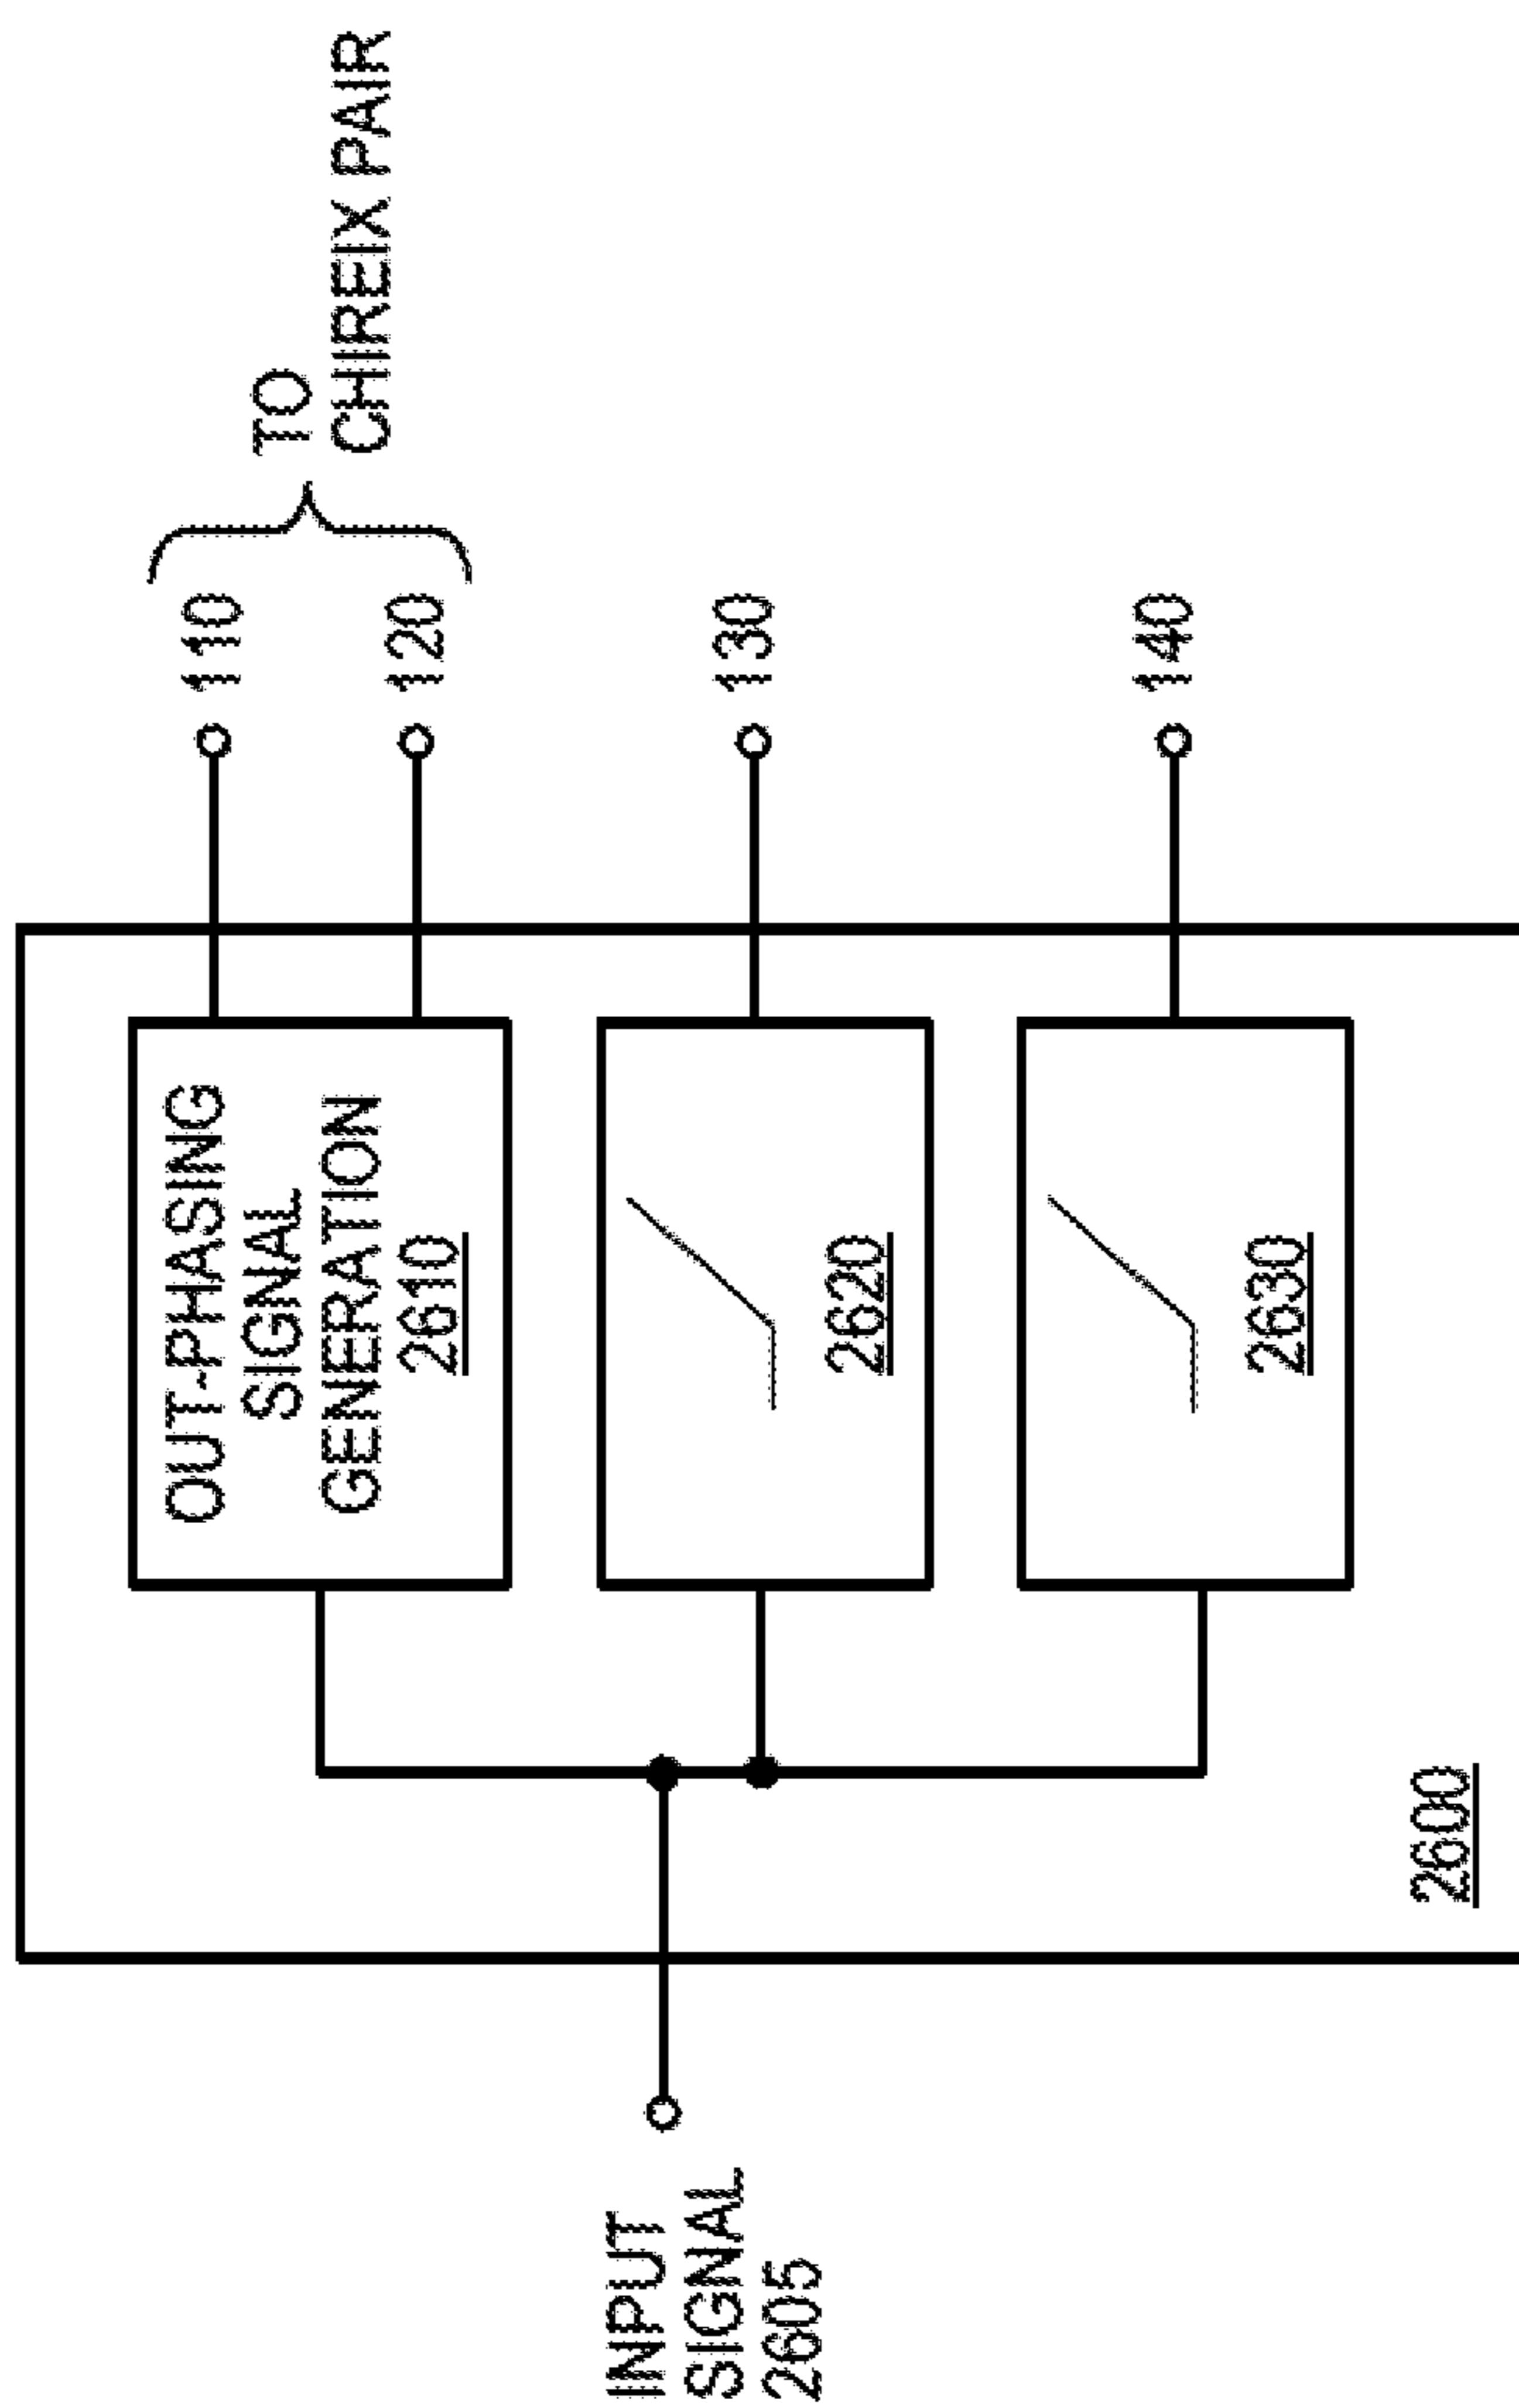 INPUT
SIGNAL
2605
OUT-PHASING
SIGNAL
GENERATION
2610
2620
2630
2600
110
120
130
140
TO
CHIREIX PAIR